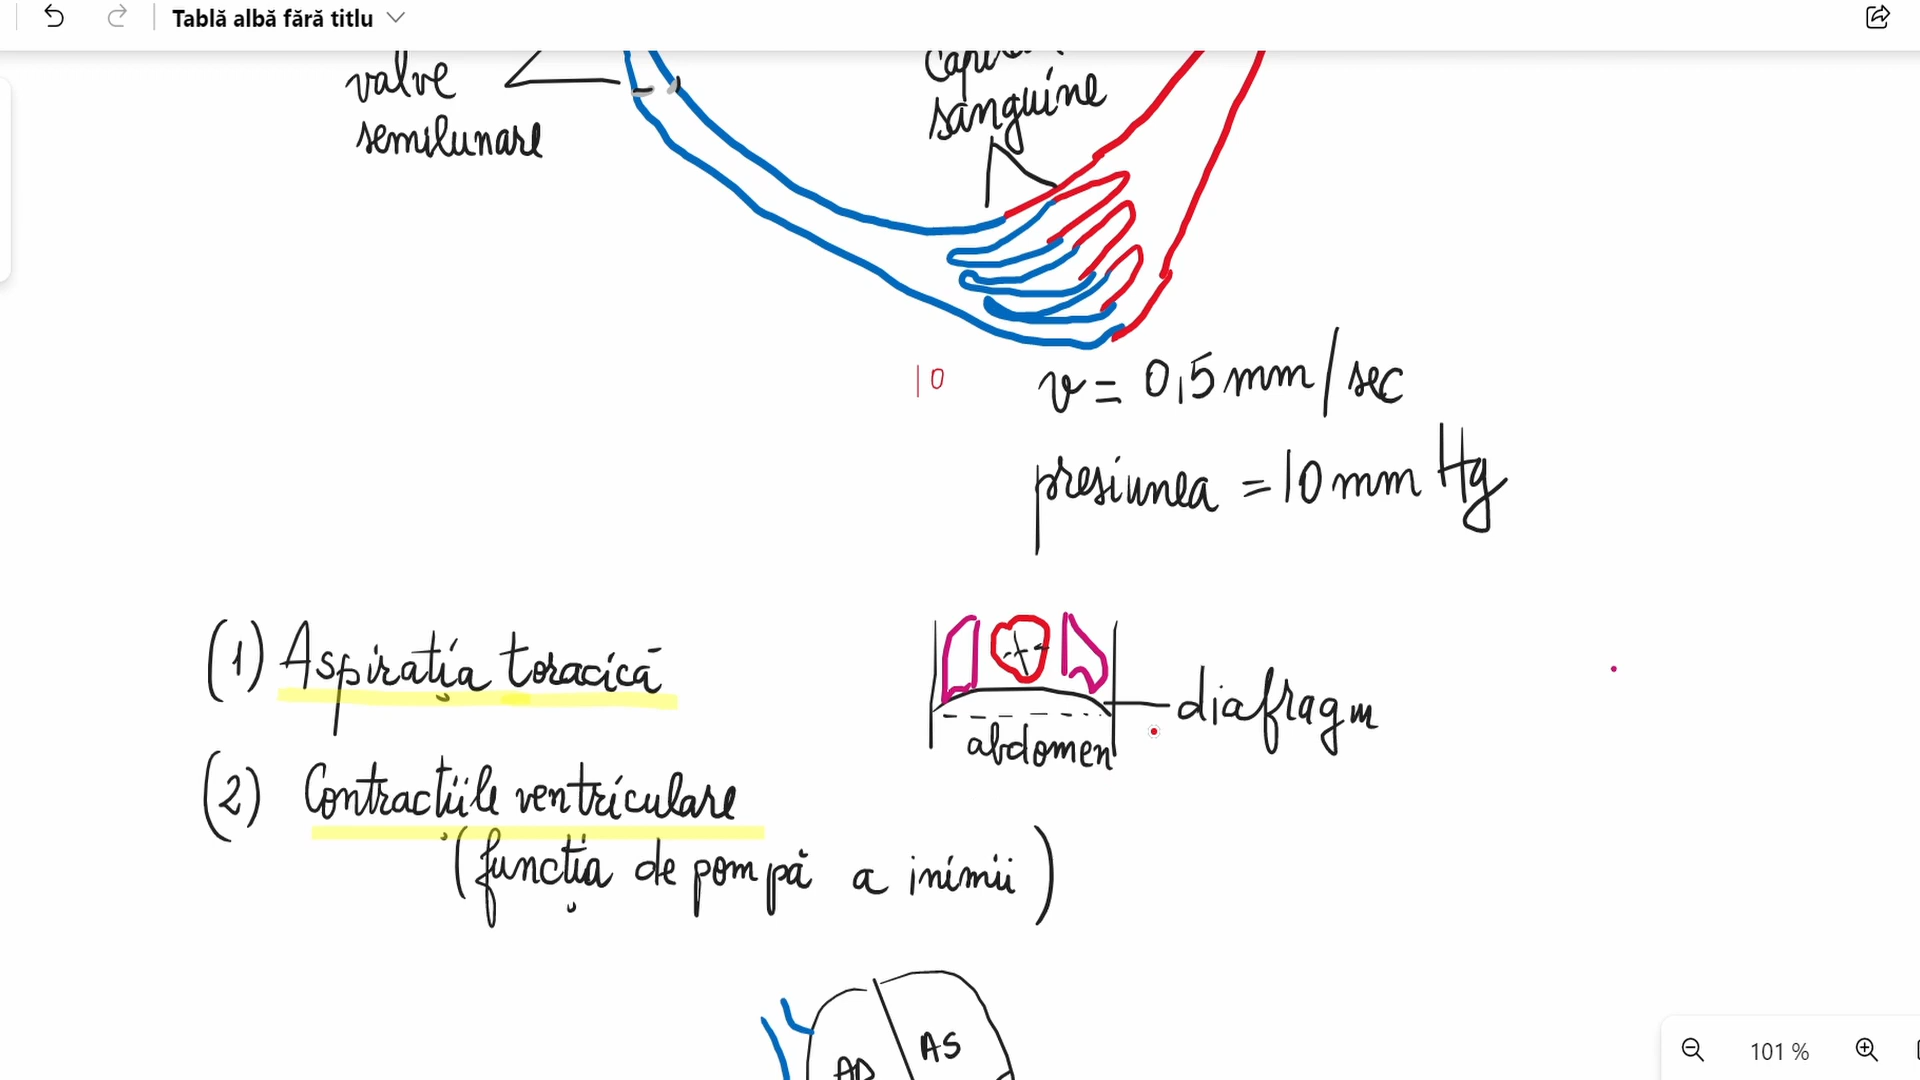 Tablă albă fără titlu
valve
semilunare
sanguine
10
v = 0,5 mm/sec
presiunea = 10 mm Hg
(1) Aspirația toracică
diafragm
abdomen
(2) Contracțiile ventriculare
(funcția de pompă a inimii)
AS
AD
101 %